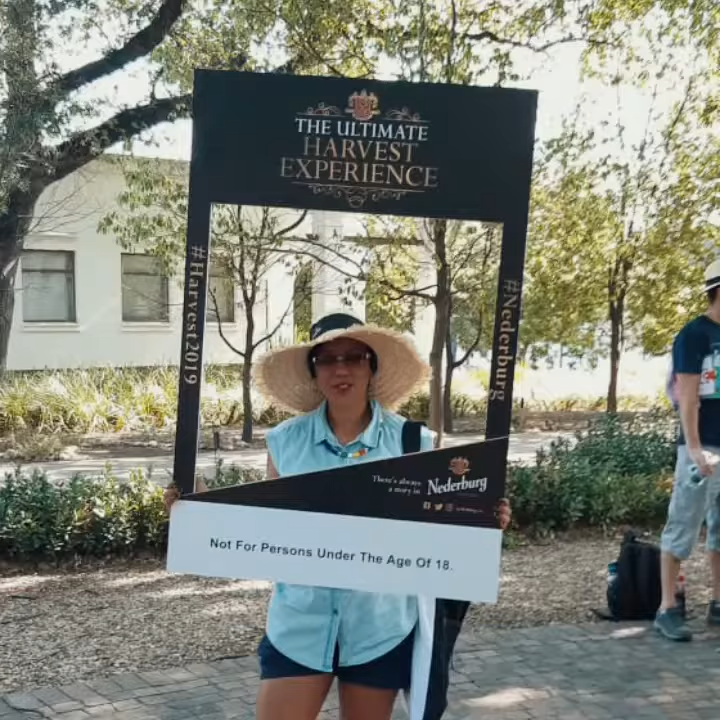 THE ULTIMATE
HARVEST
EXPERIENCE
#Harvest2019
#Nederburg
There's always
a story in
Nederburg
Not For Persons Under The Age Of 18.